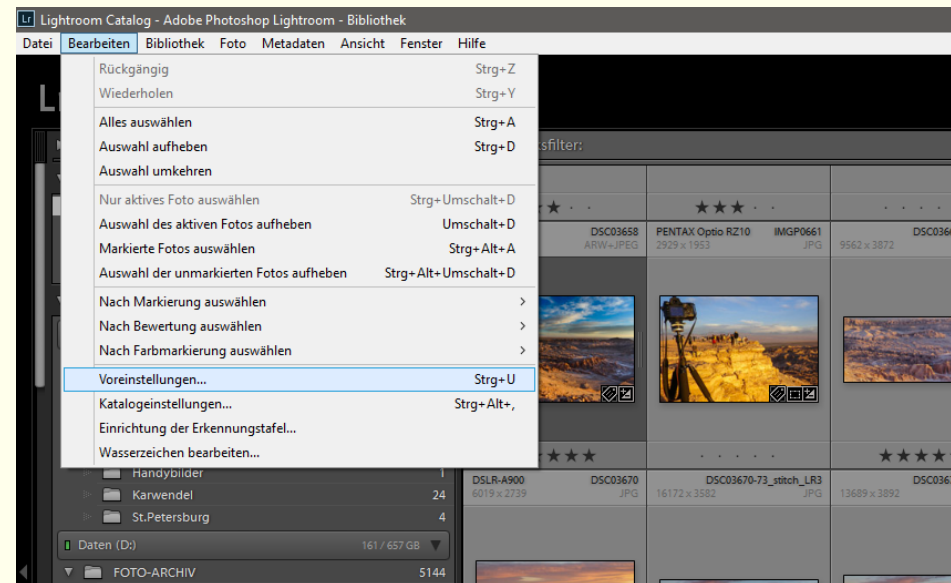 Lr Lightroom Catalog - Adobe Photoshop Lightroom - Bibliothek
Datei Bearbeiten Bibliothek Foto Metadaten Ansicht Fenster Hilfe
Rückgängig Strg+Z
Wiederholen Strg+Y
Alles auswählen Strg+A
Auswahl aufheben Strg+D
Auswahl umkehren
Nur aktives Foto auswählen Strg+Umschalt+D
Auswahl des aktiven Fotos aufheben Umschalt+D
Markierte Fotos auswählen Strg+Alt+A
Auswahl der unmarkierten Fotos aufheben Strg+Alt+Umschalt+D
Nach Markierung auswählen
Nach Bewertung auswählen
Nach Farbmarkierung auswählen
Voreinstellungen... Strg+U
Katalogeinstellungen... Strg+Alt+,
Einrichtung der Erkennungstafel...
Wasserzeichen bearbeiten...
sfilter:
DSC03658 PENTAX Optio RZ10 IMGP0661
ARW+JPEG 2929 x 1953 JPG 9562 x 3872
Handybilder 1
Karwendel 24
St.Petersburg 4
DSLR-A900 DSC03670 DSC03670-73_stitch_LR3
6019 x 2739 JPG 16172 x 3582 JPG 13689 x 3892
Daten (D:) 161 / 657 GB
FOTO-ARCHIV 5144